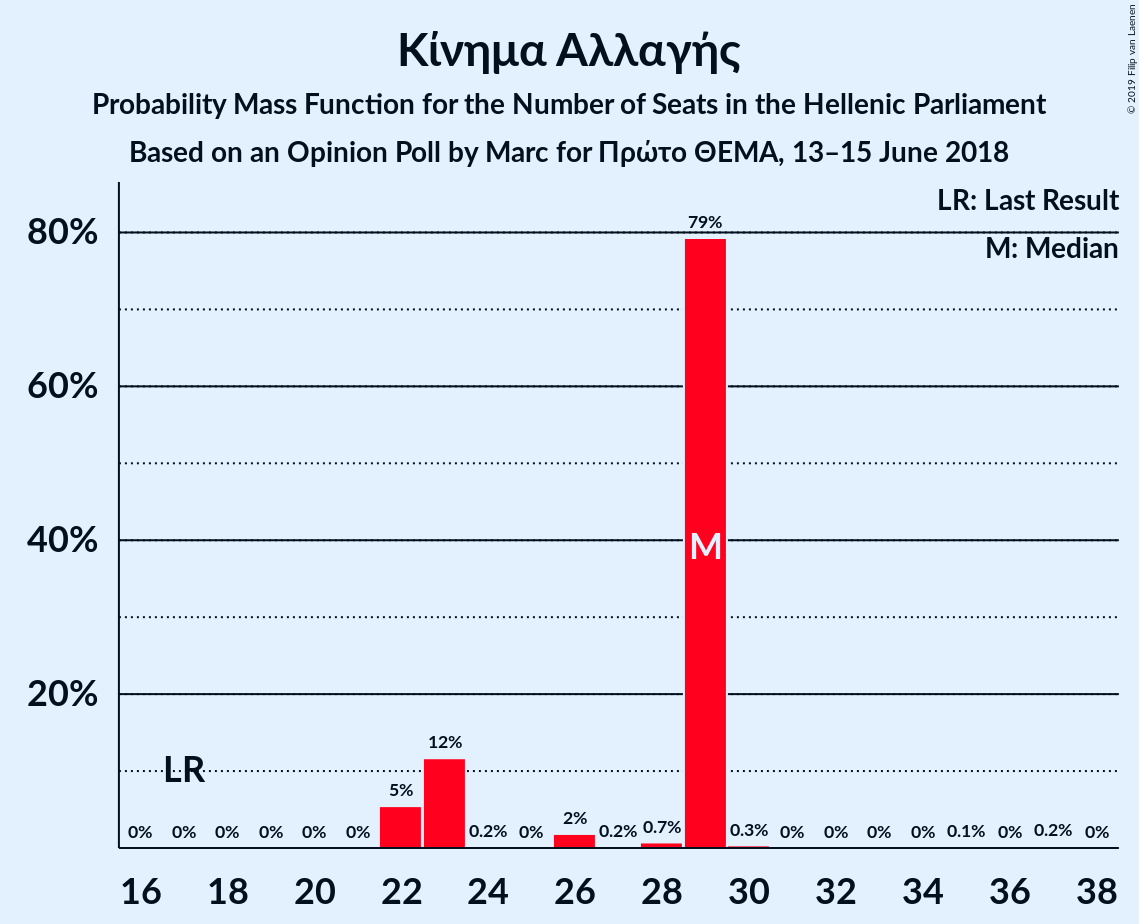 Κίνημα Αλλαγής
Probability Mass Function for the Number of Seats in the Hellenic Parliament
Based on an Opinion Poll by Marc for Πρώτο ΘΕΜΑ, 13–15 June 2018
© 2019 Filip van Laenen
LR: Last Result
M: Median
80%
60%
40%
20%
79%
M
LR
0% 0% 0% 0% 0% 0% 5% 12% 0.2% 0% 2% 0.2% 0.7% 0.3% 0% 0% 0% 0% 0.1% 0% 0.2% 0%
16 18 20 22 24 26 28 30 32 34 36 38